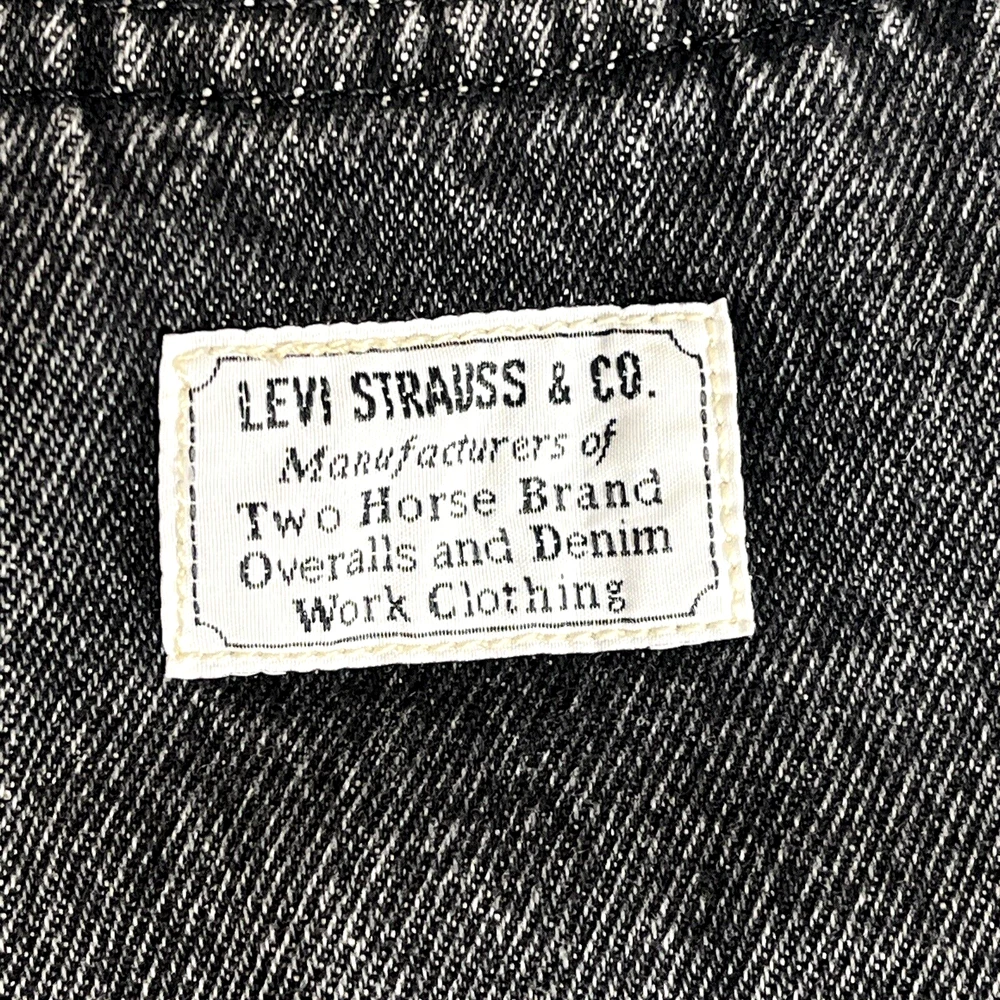 LEVI STRAUSS & CO.
Manufacturers of
Two Horse Brand
Overalls and Denim
Work Clothing